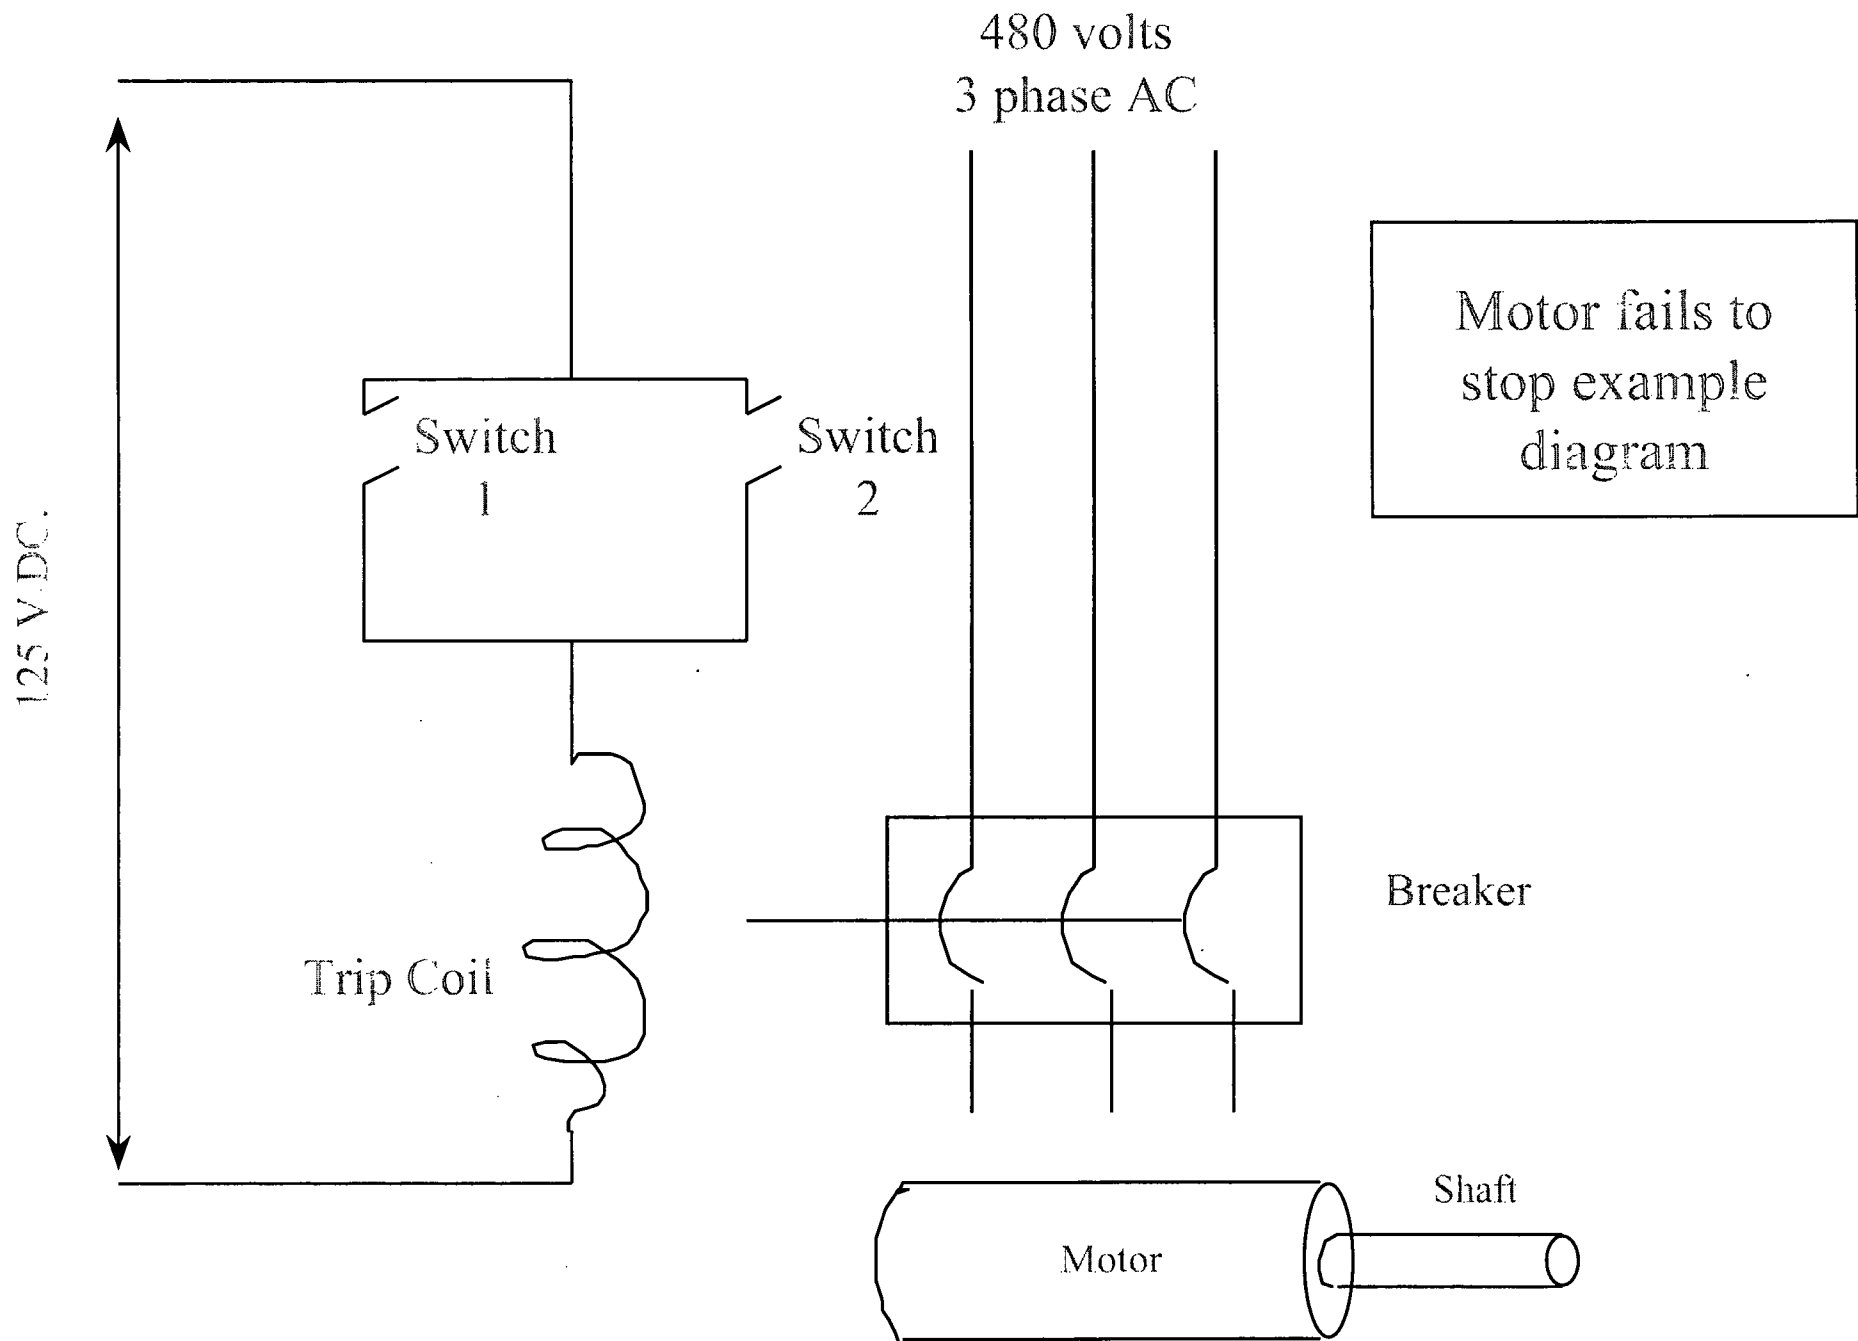 480 volts
3 phase AC
Motor fails to
stop example
diagram
Switch
1
Switch
2
125 V.DC.
Breaker
Trip Coil
Shaft
Motor